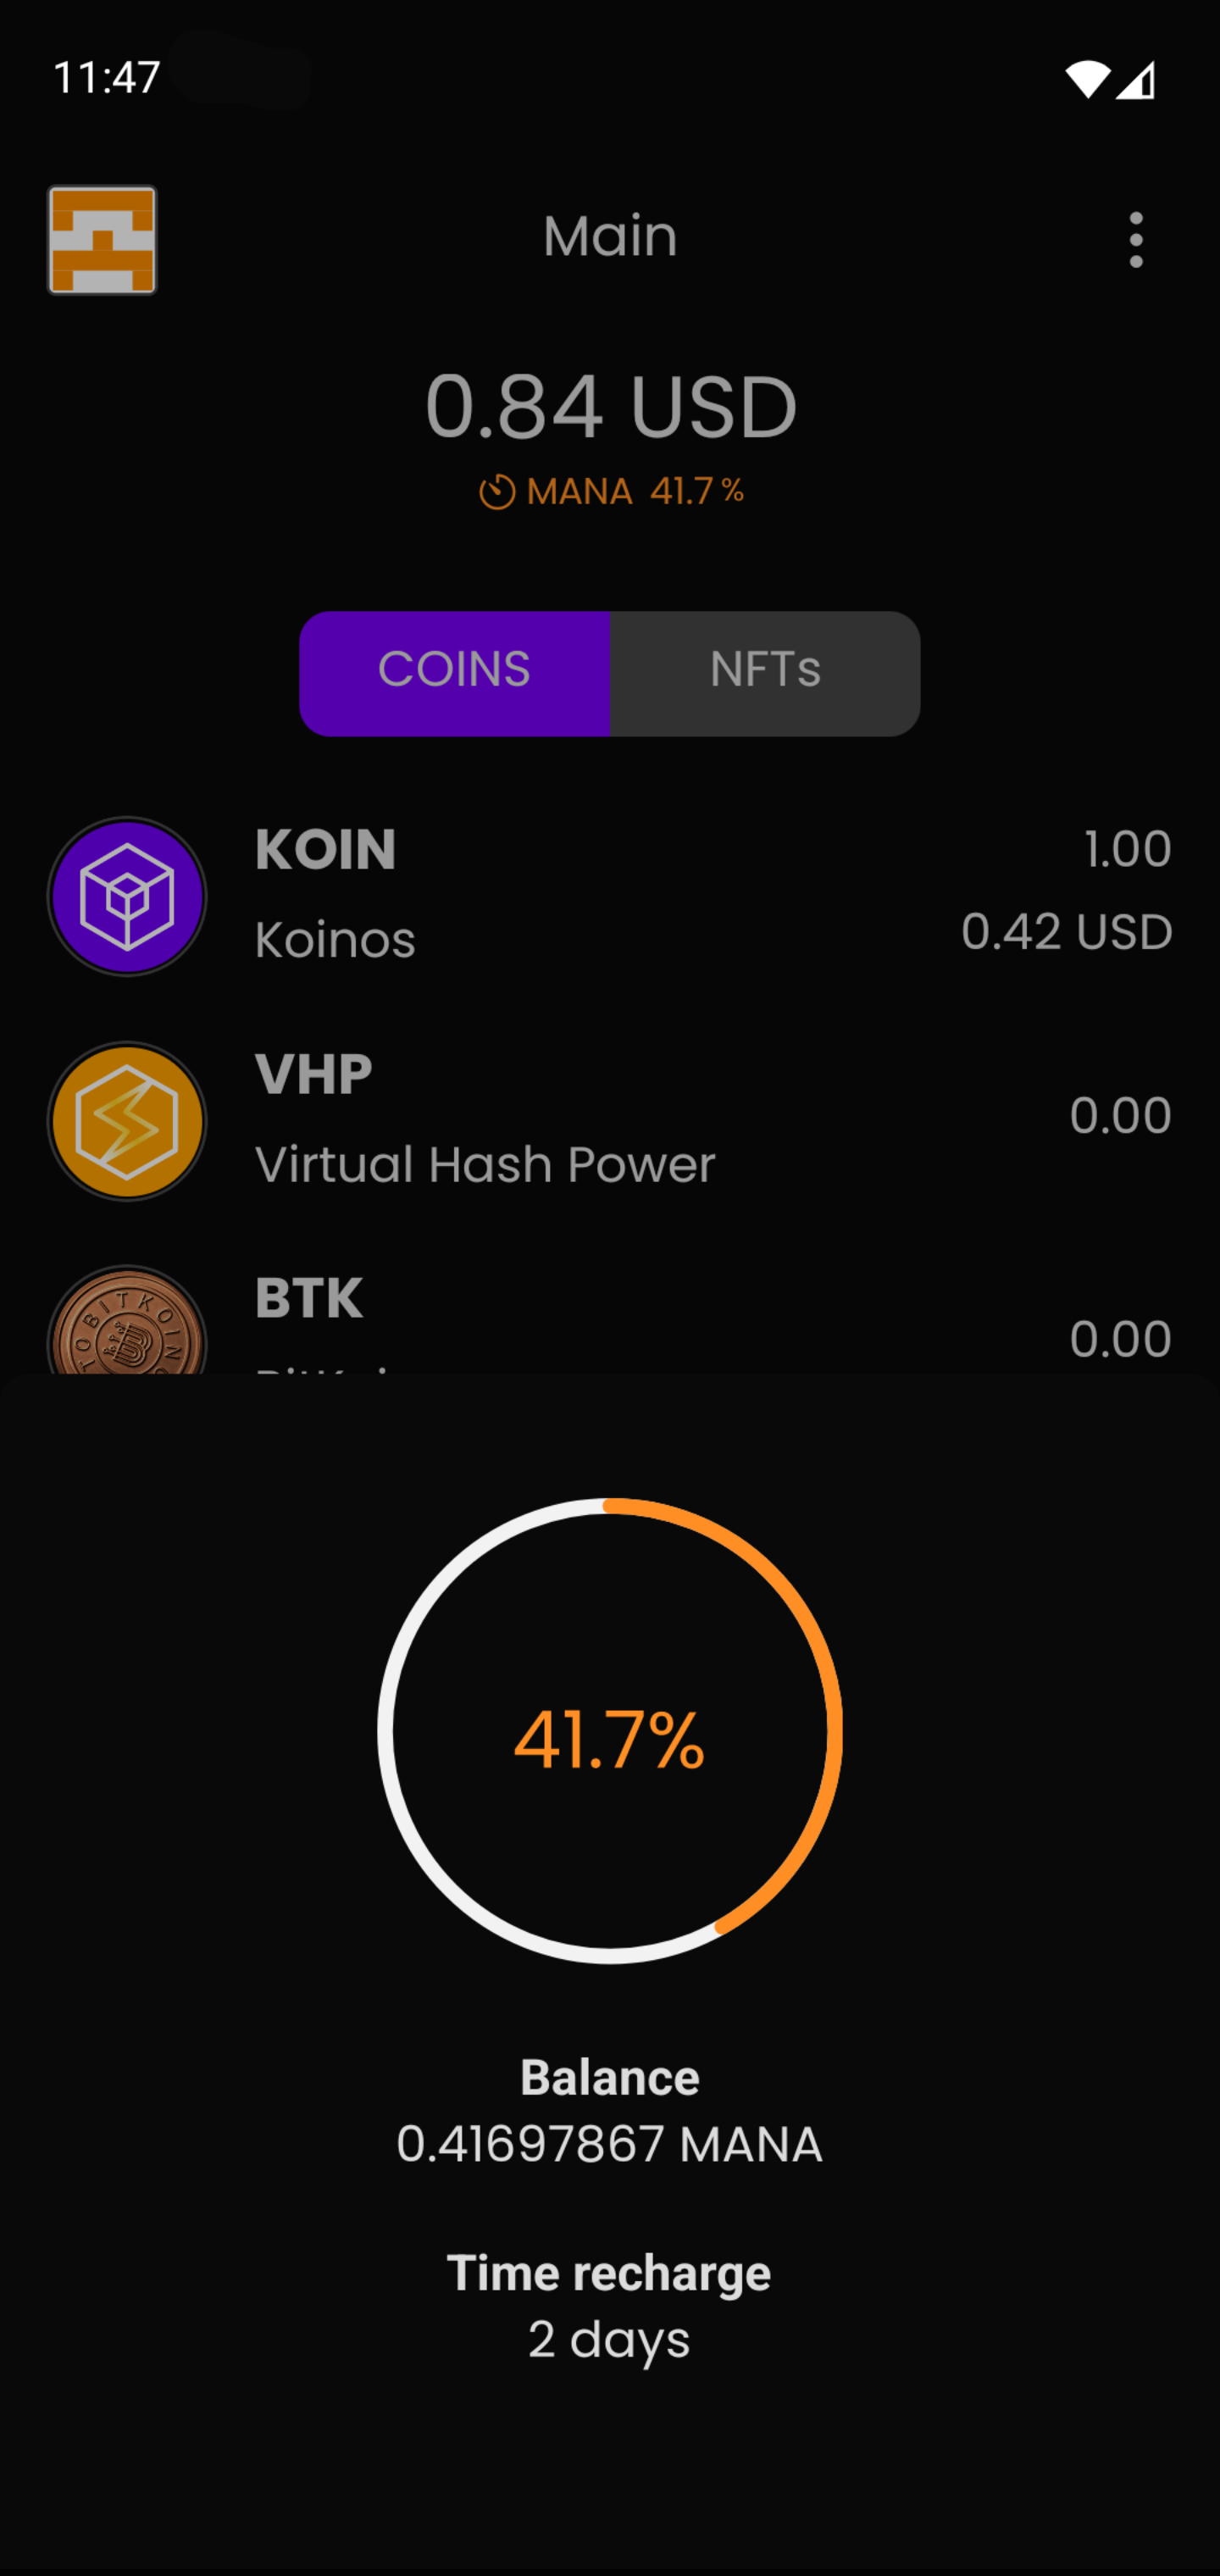 11:47
Main
0.84 USD
MANA 41.7 %
COINS NFTs
KOIN 1.00
Koinos 0.42 USD
VHP
Virtual Hash Power 0.00
BTK 0.00
TOBITKOIN
41.7%
Balance
0.41697867 MANA
Time recharge
2 days